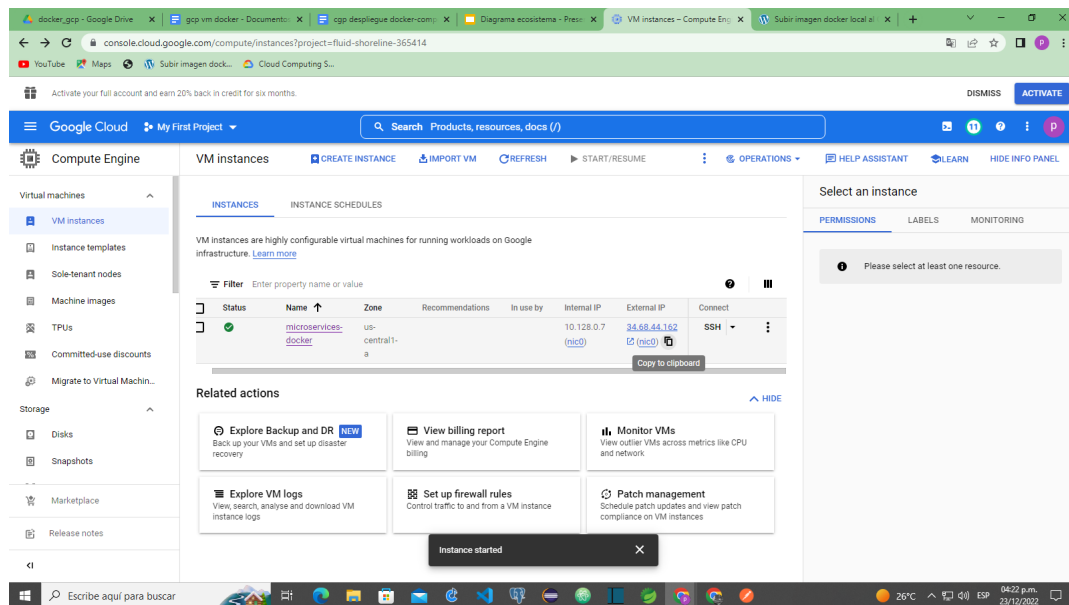 docker_gcp - Google Drive
gcp vm docker - Documento
cgp despliegue docker-comp
Diagrama ecosistema - Prese
VM instances – Compute Eng
Subir imagen docker local al
console.cloud.google.com/compute/instances?project=fluid-shoreline-365414
P
YouTube
Maps
Subir imagen dock...
Cloud Computing S...
Activate your full account and earn 20% back in credit for six months.
DISMISS
ACTIVATE
Google Cloud
My First Project
Search Products, resources, docs (/)
11
P
Compute Engine
VM instances
CREATE INSTANCE
IMPORT VM
REFRESH
START/RESUME
OPERATIONS
HELP ASSISTANT
LEARN
HIDE INFO PANEL
Virtual machines
VM instances
Instance templates
Sole-tenant nodes
Machine images
TPUs
Committed-use discounts
Migrate to Virtual Machin...
Storage
Disks
Snapshots
Marketplace
Release notes
INSTANCES
INSTANCE SCHEDULES
VM instances are highly configurable virtual machines for running workloads on Google
infrastructure. Learn more
Filter Enter property name or value
Status Name Zone Recommendations In use by Internal IP External IP Connect
microservices-
docker
us-
central1-
a
10.128.0.7
(nic0)
34.68.44.162
(nic0)
SSH
Copy to clipboard
Related actions
HIDE
Explore Backup and DR NEW
Back up your VMs and set up disaster
recovery
View billing report
View and manage your Compute Engine
billing
Monitor VMs
View outlier VMs across metrics like CPU
and network
Explore VM logs
View, search, analyse and download VM
instance logs
Set up firewall rules
Control traffic to and from a VM instance
Patch management
Schedule patch updates and view patch
compliance on VM instances
Instance started
Select an instance
PERMISSIONS
LABELS
MONITORING
Please select at least one resource.
Escribe aquí para buscar
26°C
ESP
04:22 p.m.
23/12/2022